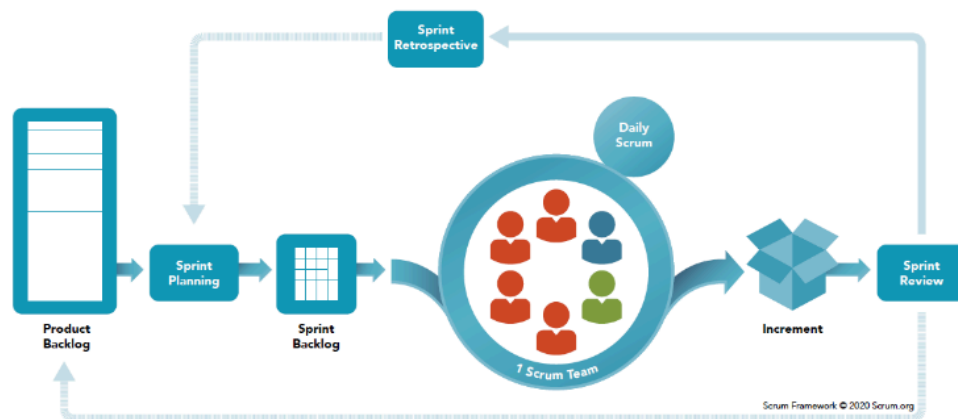 Sprint
Retrospective
Daily
Scrum
Sprint
Planning
Sprint
Review
Product
Backlog
Sprint
Backlog
1 Scrum Team
Increment
Scrum Framework © 2020 Scrum.org